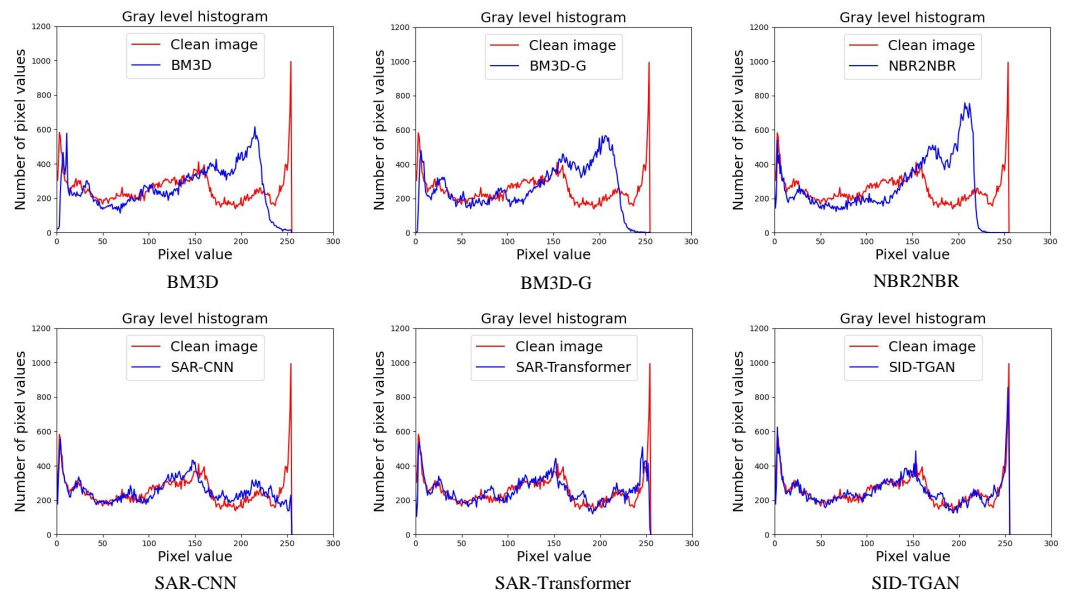 Gray level histogram
Number of pixel values
1200
1000
800
600
400
200
0
Clean image
BM3D
0 50 100 150 200 250 300
Pixel value
BM3D
Gray level histogram
Number of pixel values
1200
1000
800
600
400
200
0
Clean image
BM3D-G
0 50 100 150 200 250 300
Pixel value
BM3D-G
Gray level histogram
Number of pixel values
1200
1000
800
600
400
200
0
Clean image
NBR2NBR
0 50 100 150 200 250 300
Pixel value
NBR2NBR
Gray level histogram
Number of pixel values
1200
1000
800
600
400
200
0
Clean image
SAR-CNN
0 50 100 150 200 250 300
Pixel value
SAR-CNN
Gray level histogram
Number of pixel values
1200
1000
800
600
400
200
0
Clean image
SAR-Transformer
0 50 100 150 200 250 300
Pixel value
SAR-Transformer
Gray level histogram
Number of pixel values
1200
1000
800
600
400
200
0
Clean image
SID-TGAN
0 50 100 150 200 250 300
Pixel value
SID-TGAN